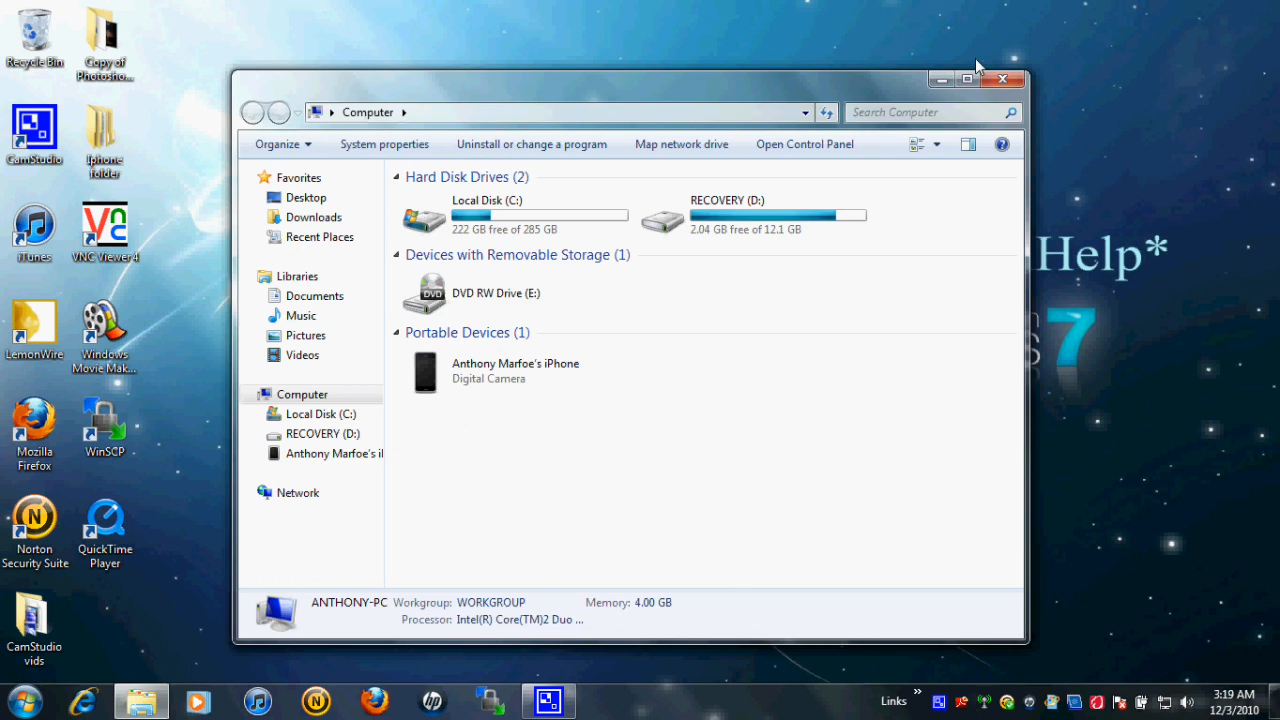 Recycle Bin
Copy of
Photosho...
CamStudio
Iphone
folder
iTunes
VNC Viewer 4
LemonWire
Windows
Movie Mak...
Mozilla
Firefox
WinSCP
Norton
Security Suite
QuickTime
Player
CamStudio
vids
Computer
Search Computer
Organize
System properties
Uninstall or change a program
Map network drive
Open Control Panel
Favorites
Desktop
Downloads
Recent Places
Libraries
Documents
Music
Pictures
Videos
Computer
Local Disk (C:)
RECOVERY (D:)
Anthony Marfoe's i
Network
Hard Disk Drives (2)
Local Disk (C:)
222 GB free of 285 GB
RECOVERY (D:)
2.04 GB free of 12.1 GB
Devices with Removable Storage (1)
DVD
DVD RW Drive (E:)
Portable Devices (1)
Anthony Marfoe's iPhone
Digital Camera
ANTHONY-PC Workgroup: WORKGROUP Memory: 4.00 GB
Processor: Intel(R) Core(TM)2 Duo ...
Help*
7
Links
3:19 AM
12/3/2010